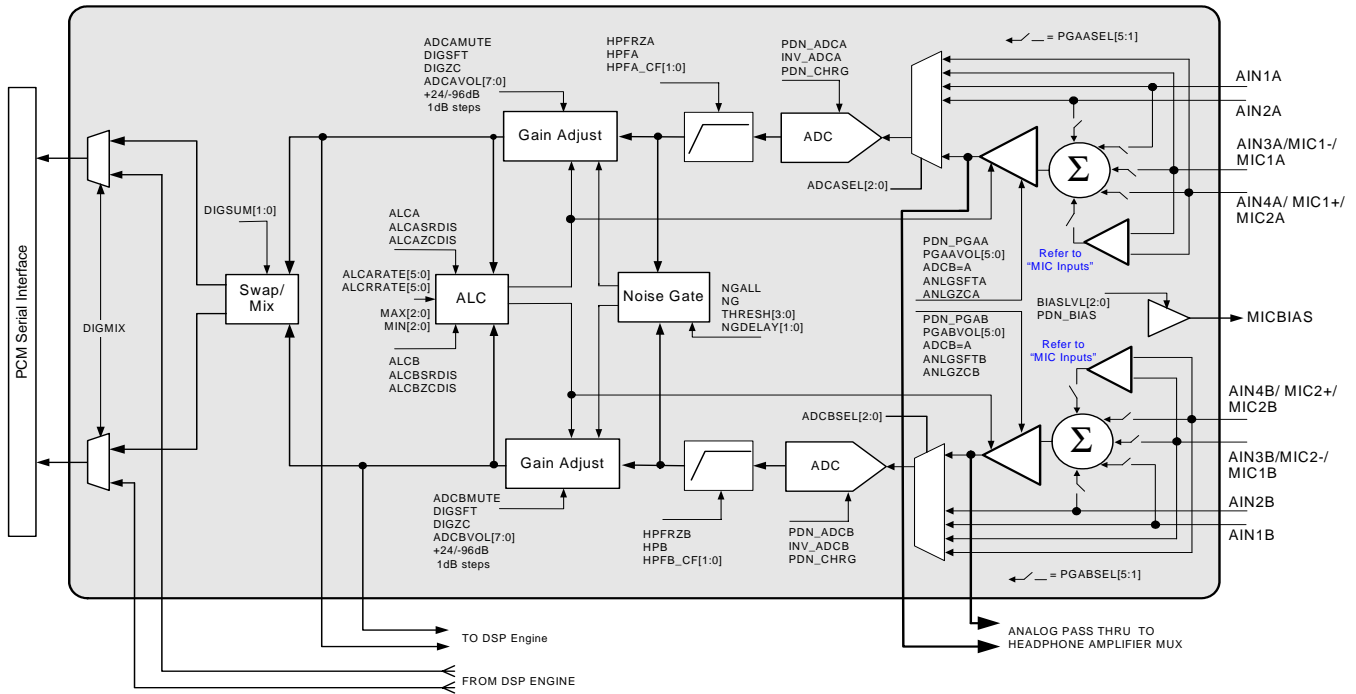 = PGAASEL[5:1]
ADCAMUTE
DIGSFT
DIGZC
ADCAVOL[7:0]
+24/-96dB
1dB steps
HPFRZA
HPFA
HPFA_CF[1:0]
PDN_ADCA
INV_ADCA
PDN_CHRG
AIN1A
AIN2A
AIN3A/MIC1-/
MIC1A
AIN4A/ MIC1+/
MIC2A
Gain Adjust
ADC
Σ
ADCASEL[2:0]
PCM Serial Interface
DIGMIX
DIGSUM[1:0]
Swap/
Mix
ALCA
ALCASRDIS
ALCAZCDIS
ALCARATE[5:0]
ALCRRATE[5:0]
MAX[2:0]
MIN[2:0]
ALC
ALCB
ALCBSRDIS
ALCBZCDIS
Noise Gate
NGALL
NG
THRESH[3:0]
NGDELAY[1:0]
PDN_PGAA
PGAAVOL[5:0]
ADCB=A
ANLGSFTA
ANLGZCA
Refer to
“MIC Inputs”
BIASLVL[2:0]
PDN_BIAS
MICBIAS
PDN_PGAB
PGABVOL[5:0]
ADCB=A
ANLGSFTB
ANLGZCB
Refer to
“MIC Inputs”
ADCBSEL[2:0]
AIN4B/ MIC2+/
MIC2B
AIN3B/MIC2-/
MIC1B
AIN2B
AIN1B
Σ
Gain Adjust
ADC
ADCBMUTE
DIGSFT
DIGZC
ADCBVOL[7:0]
+24/-96dB
1dB steps
HPFRZB
HPB
HPFB_CF[1:0]
PDN_ADCB
INV_ADCB
PDN_CHRG
= PGABSEL[5:1]
TO DSP Engine
FROM DSP ENGINE
ANALOG PASS THRU TO
HEADPHONE AMPLIFIER MUX